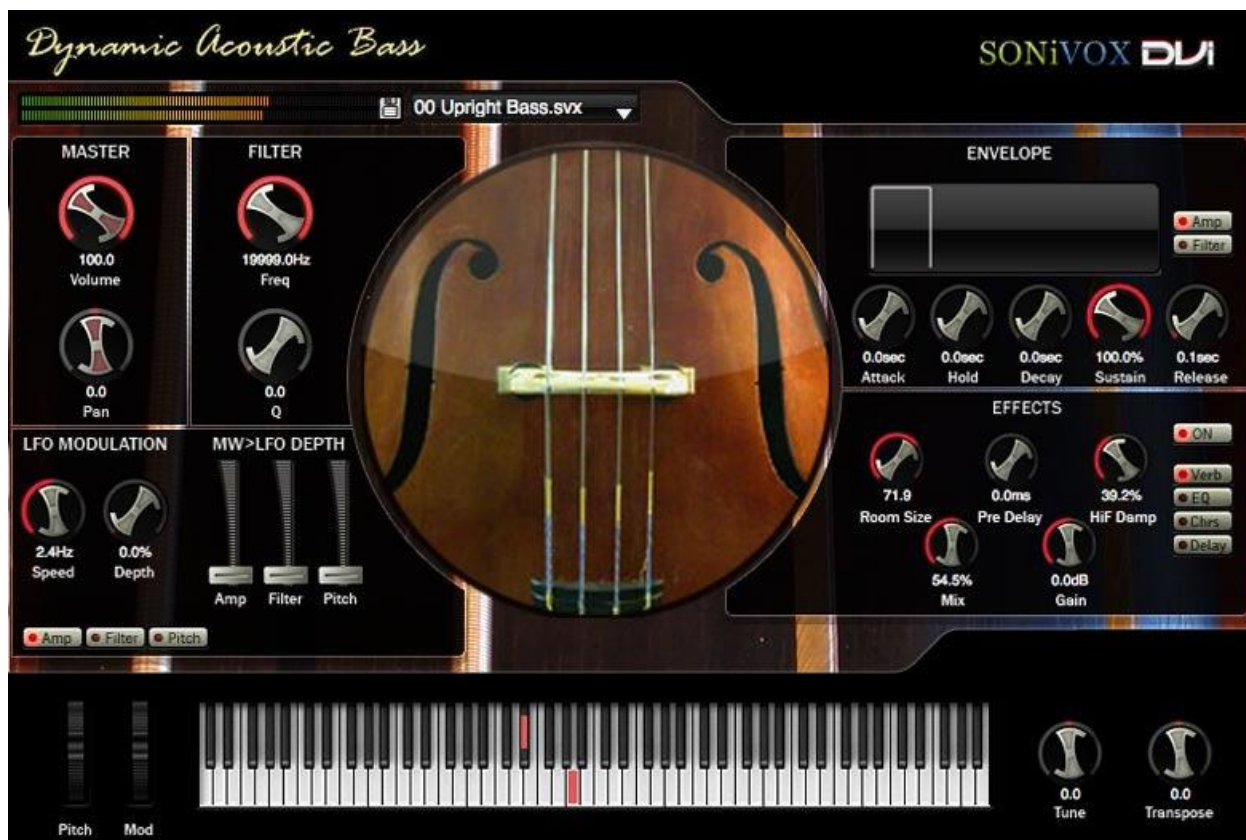 Dynamic Acoustic Bass
SONiVOX DVi
00 Upright Bass.svx
MASTER
100.0
Volume
0.0
Pan
FILTER
19999.0Hz
Freq
0.0
Q
ENVELOPE
Amp
Filter
0.0sec 0.0sec 0.0sec 100.0% 0.1sec
Attack Hold Decay Sustain Release
LFO MODULATION
2.4Hz 0.0%
Speed Depth
Amp Filter Pitch
MW>LFO DEPTH
Amp Filter Pitch
EFFECTS
ON
Verb
EQ
Chrs
Delay
71.9 0.0ms 39.2%
Room Size Pre Delay HiF Damp
54.5% 0.0dB
Mix Gain
Pitch Mod
0.0 0.0
Tune Transpose